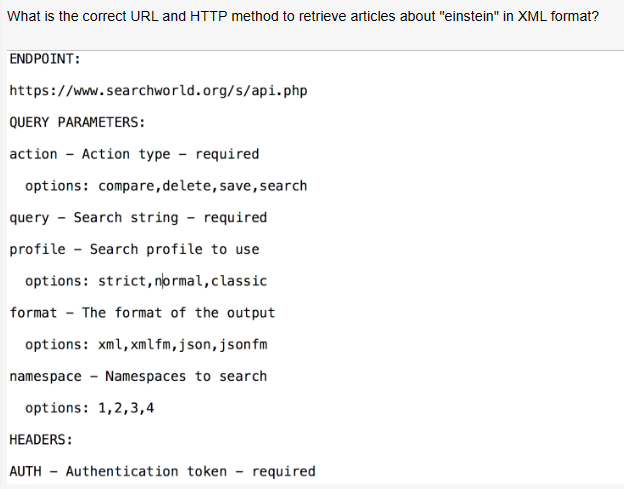 What is the correct URL and HTTP method to retrieve articles about "einstein" in XML format?
ENDPOINT:
https://www.searchworld.org/s/api.php
QUERY PARAMETERS:
action – Action type – required
options: compare,delete,save,search
query – Search string – required
profile – Search profile to use
options: strict,normal,classic
format – The format of the output
options: xml,xmlfm,json,jsonfm
namespace – Namespaces to search
options: 1,2,3,4
HEADERS:
AUTH – Authentication token – required